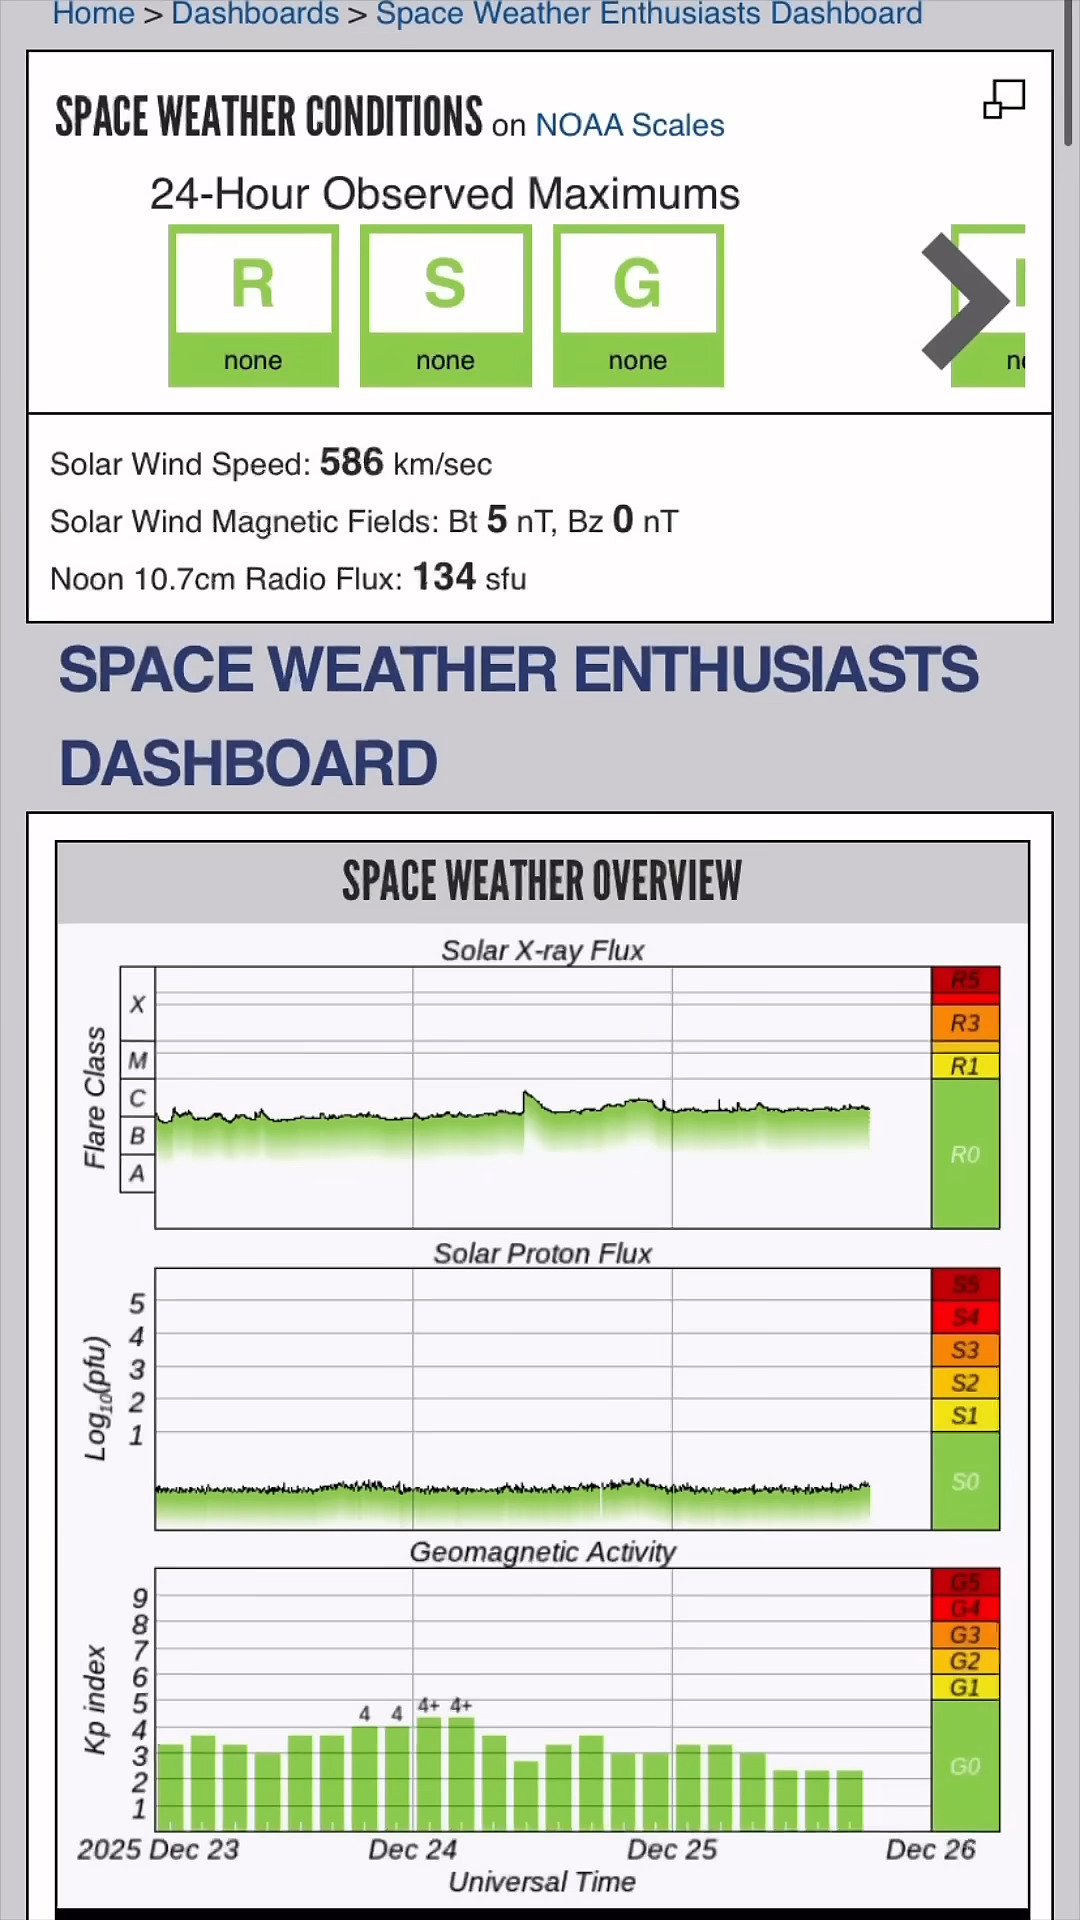 Home > Dashboards > Space Weather Enthusiasts Dashboard
SPACE WEATHER CONDITIONS on NOAA Scales
24-Hour Observed Maximums
R S G
none none none
Solar Wind Speed: 586 km/sec
Solar Wind Magnetic Fields: Bt 5 nT, Bz 0 nT
Noon 10.7cm Radio Flux: 134 sfu
SPACE WEATHER ENTHUSIASTS
DASHBOARD
SPACE WEATHER OVERVIEW
Solar X-ray Flux
Flare Class
X
M
C
B
A
R5
R3
R1
R0
Solar Proton Flux
Log10(pfu)
5
4
3
2
1
S5
S4
S3
S2
S1
S0
Geomagnetic Activity
Kp index
9
8
7
6
5
4
3
2
1
4 4 4+ 4+
G5
G4
G3
G2
G1
G0
2025 Dec 23 Dec 24 Dec 25 Dec 26
Universal Time